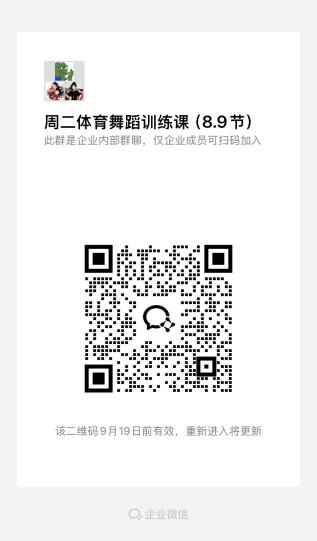 周二体育舞蹈训练课（8.9节）
此群是企业内部群聊，仅企业成员可扫码加入
该二维码9月19日前有效，重新进入将更新
企业微信